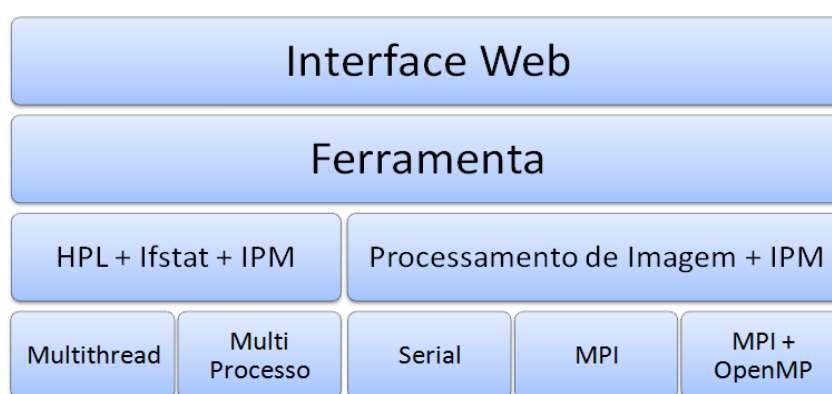 Interface Web
Ferramenta
HPL + Ifstat + IPM
Processamento de Imagem + IPM
Multithread
Multi
Processo
Serial
MPI
MPI +
OpenMP